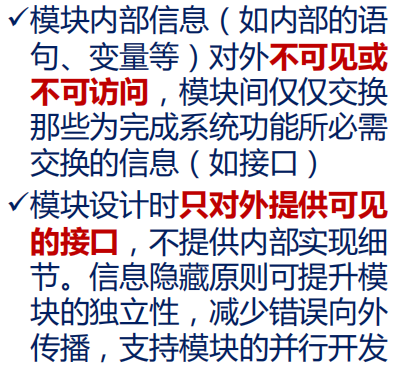 ✓模块内部信息（如内部的语
句、变量等）对外不可见或
不可访问，模块间仅仅交换
那些为完成系统功能所必需
交换的信息（如接口）
✓模块设计时只对外提供可见
的接口，不提供内部实现细
节。信息隐藏原则可提升模
块的独立性，减少错误向外
传播，支持模块的并行开发